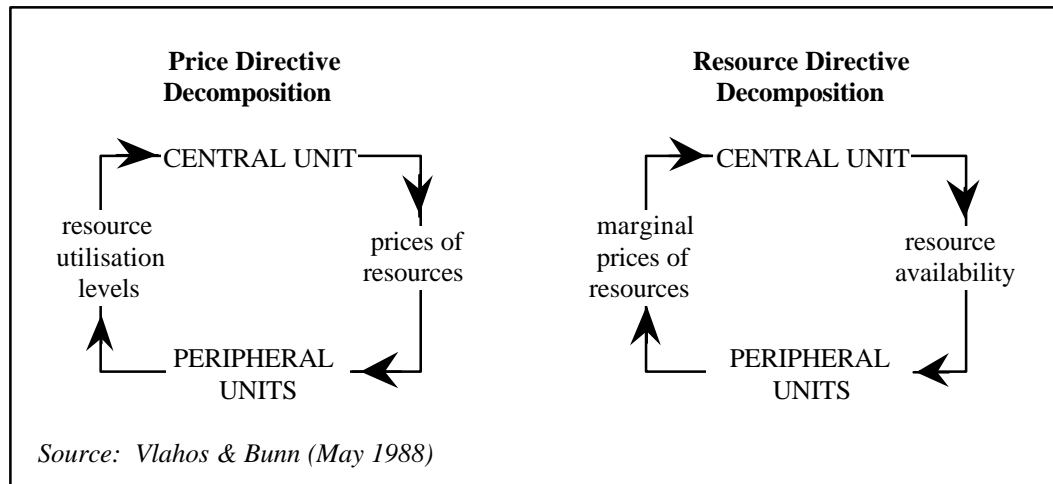 Price Directive
Decomposition
CENTRAL UNIT
resource
utilisation
levels
prices of
resources
PERIPHERAL
UNITS
Resource Directive
Decomposition
CENTRAL UNIT
marginal
prices of
resources
resource
availability
PERIPHERAL
UNITS
Source: Vlahos & Bunn (May 1988)